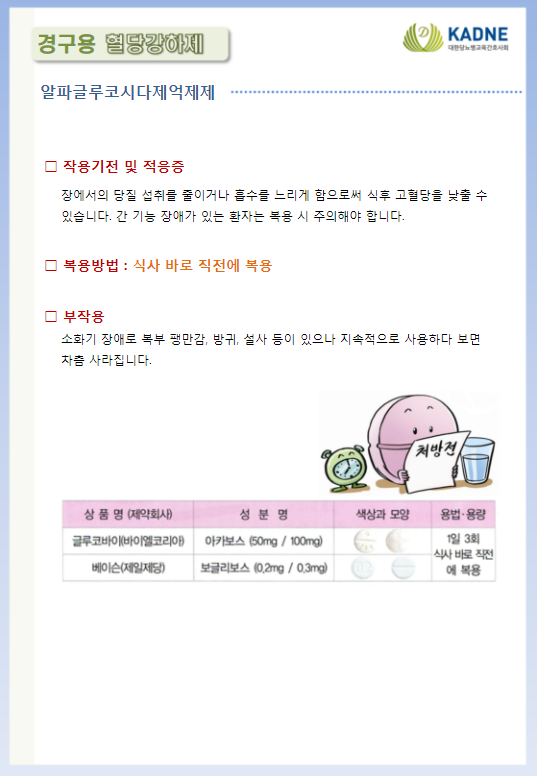 경구용 혈당강하제
KADNE
대한당뇨병교육간호사회
알파글루코시다제억제제
□ 작용기전 및 적응증
장에서의 당질 섭취를 줄이거나 흡수를 느리게 함으로써 식후 고혈당을 낮출 수
있습니다. 간 기능 장애가 있는 환자는 복용 시 주의해야 합니다.
□ 복용방법 : 식사 바로 직전에 복용
□ 부작용
소화기 장애로 복부 팽만감, 방귀, 설사 등이 있으나 지속적으로 사용하다 보면
차츰 사라집니다.
처방전
상 품 명 (제약회사) 성 분 명 색상과 모양 용법·용량
글루코바이(바이엘코리아) 아카보스 (50mg / 100mg) 1일 3회
식사 바로 직전
베이슨(제일제당) 보글리보스 (0,2mg / 0,3mg) 에 복용